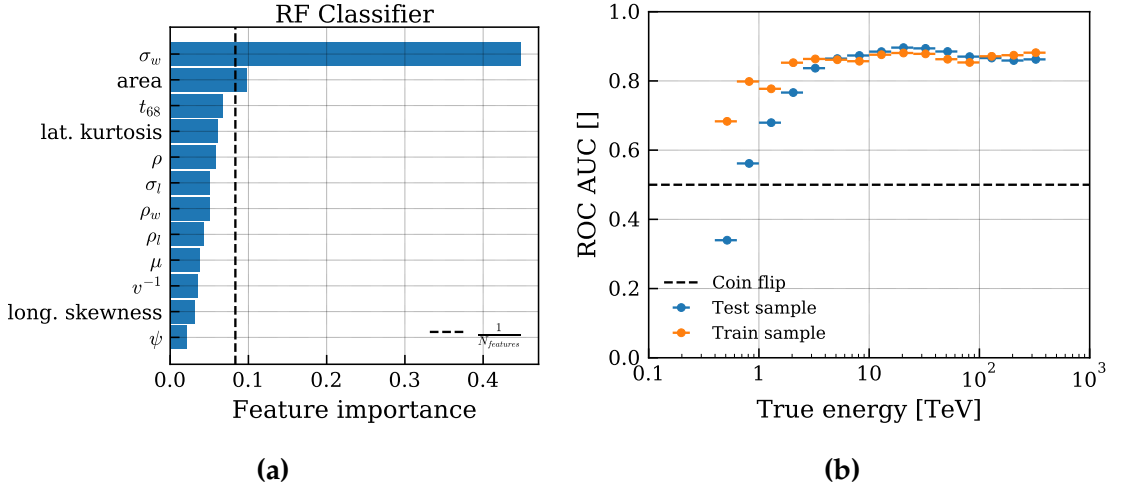 RF Classifier
σ_w
area
t_68
lat. kurtosis
ρ
σ_l
ρ_w
ρ_l
μ
v^−1
long. skewness
ψ
1/N_features
0.0 0.1 0.2 0.3 0.4
Feature importance
(a)
1.0
0.8
0.6
0.4
0.2
0.0
ROC AUC []
Coin flip
Test sample
Train sample
0.1 1 10 10^2 10^3
True energy [TeV]
(b)